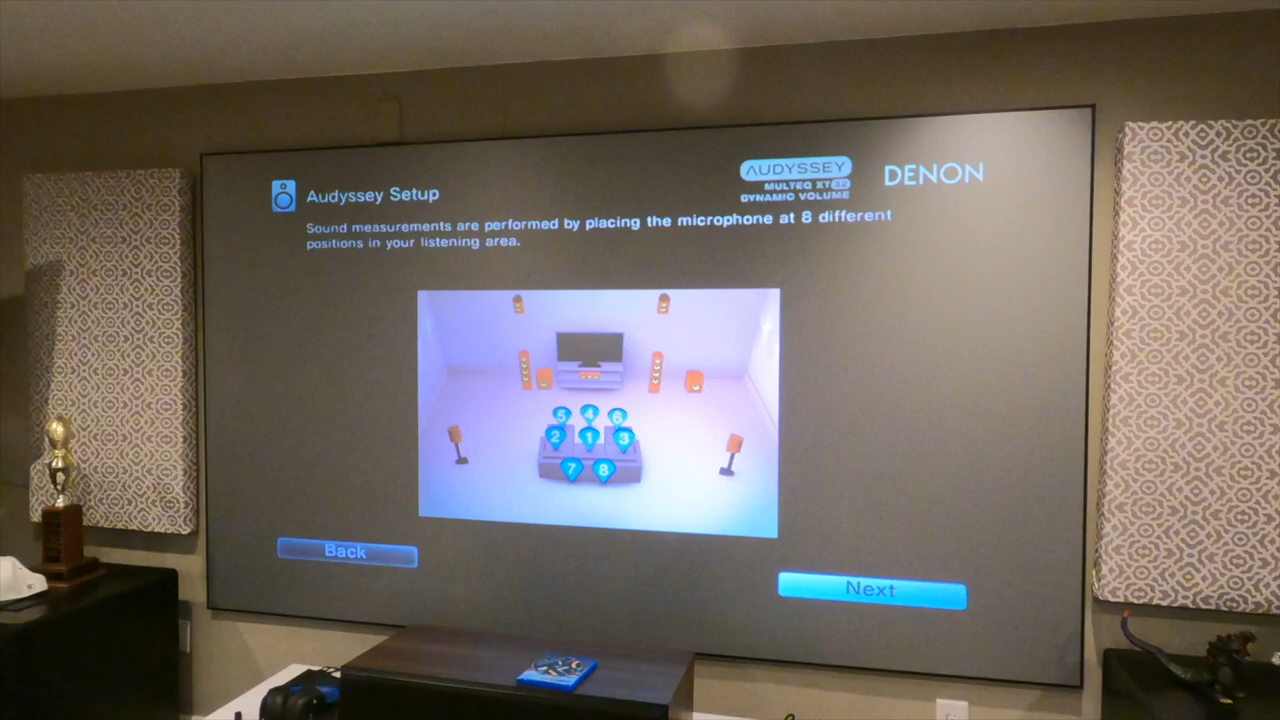 Audyssey Setup
AUDYSSEY
MULTEQ XT32
DYNAMIC VOLUME
DENON
Sound measurements are performed by placing the microphone at 8 different
positions in your listening area.
5 4 6
2 1 3
7 8
Back
Next